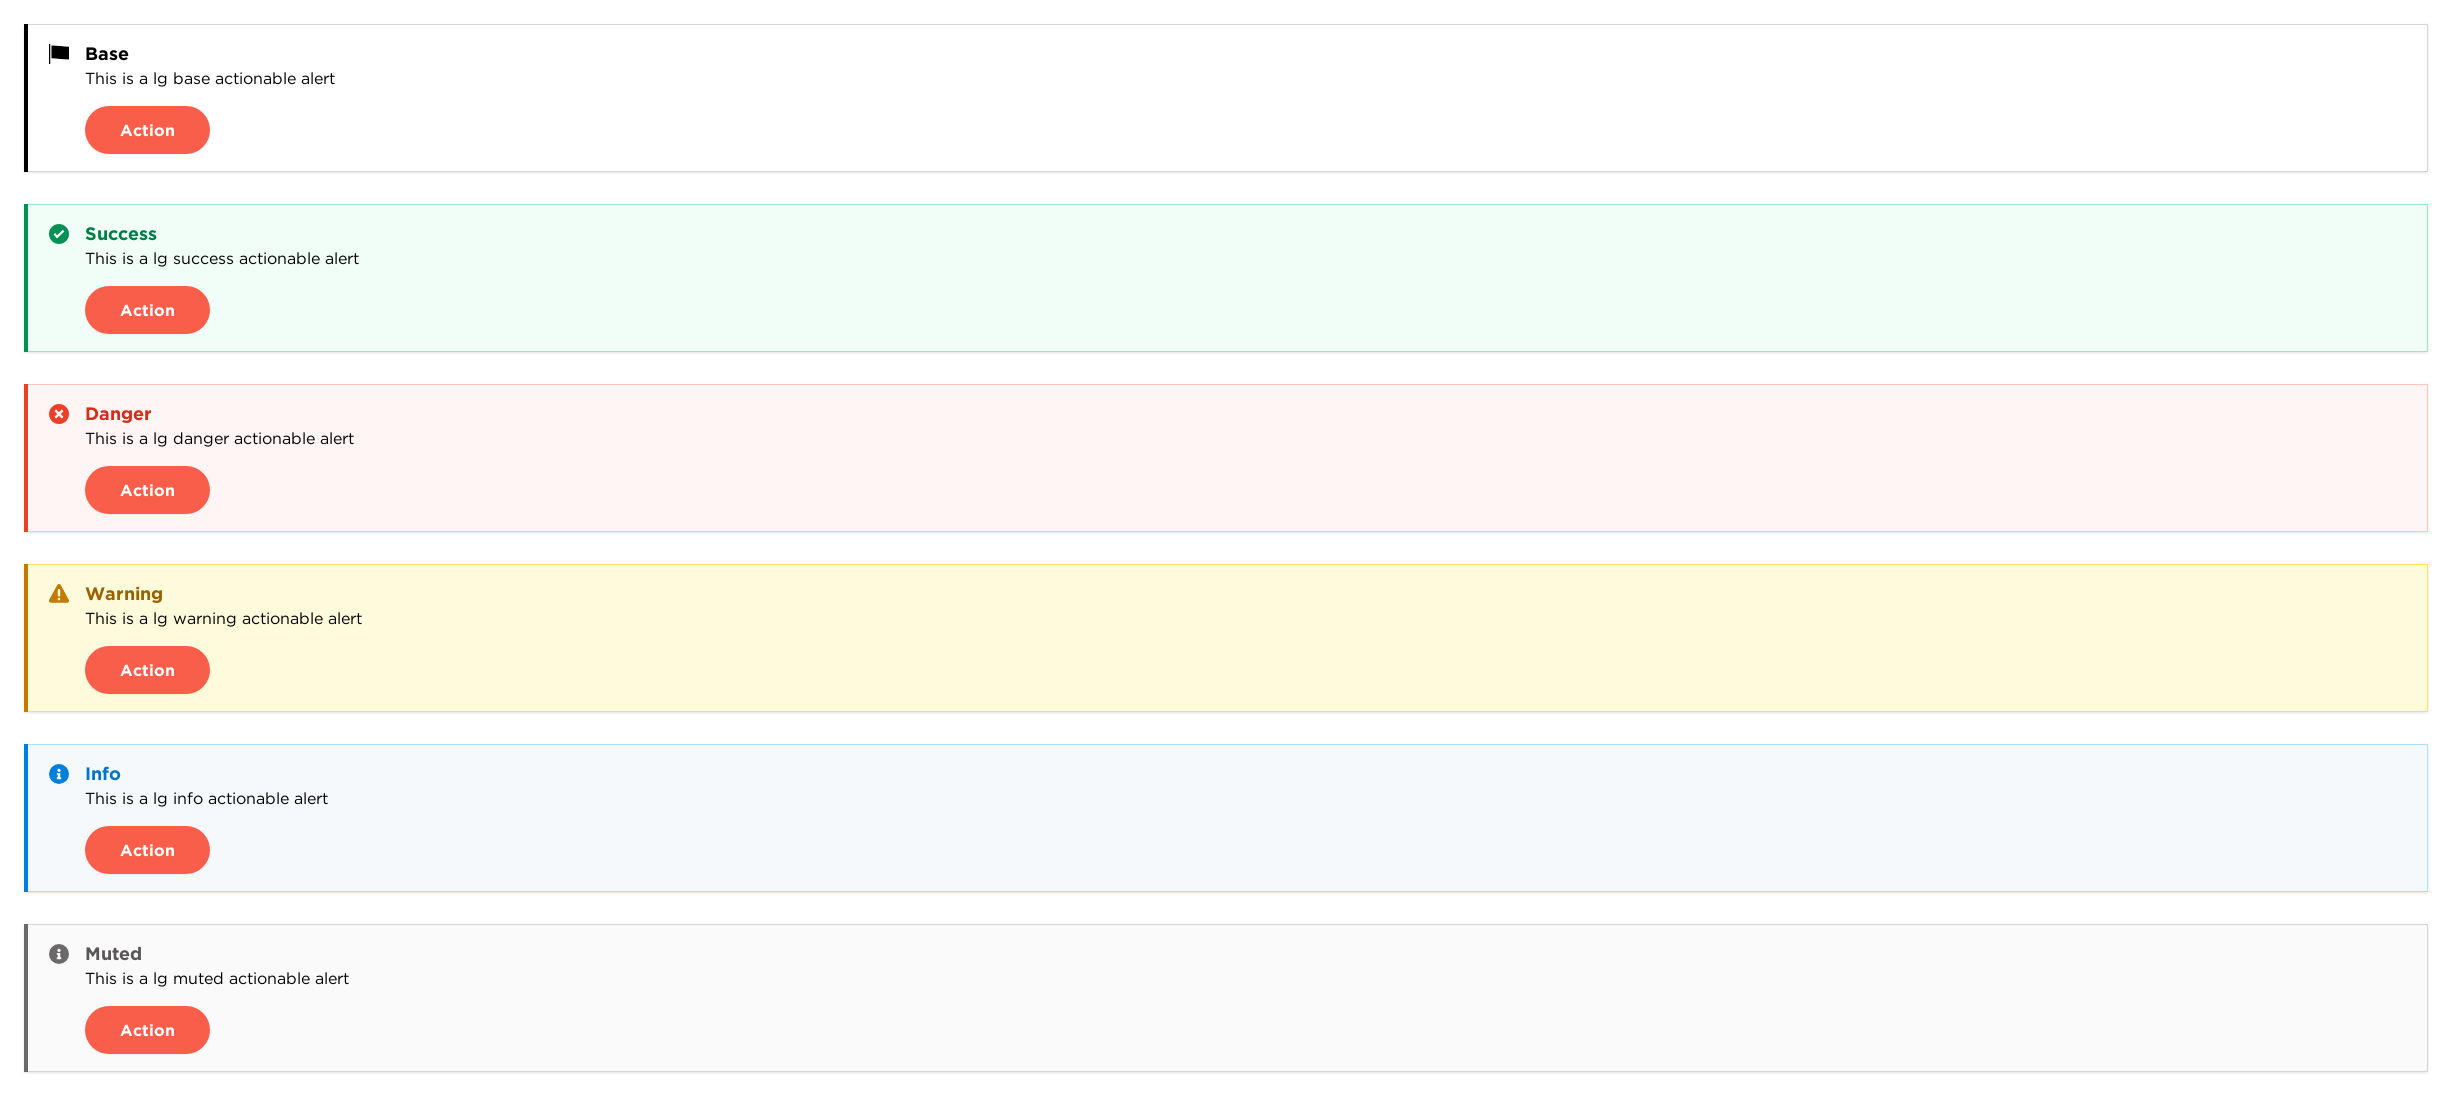 Base
This is a lg base actionable alert
Action
Success
This is a lg success actionable alert
Action
Danger
This is a lg danger actionable alert
Action
Warning
This is a lg warning actionable alert
Action
Info
This is a lg info actionable alert
Action
Muted
This is a lg muted actionable alert
Action